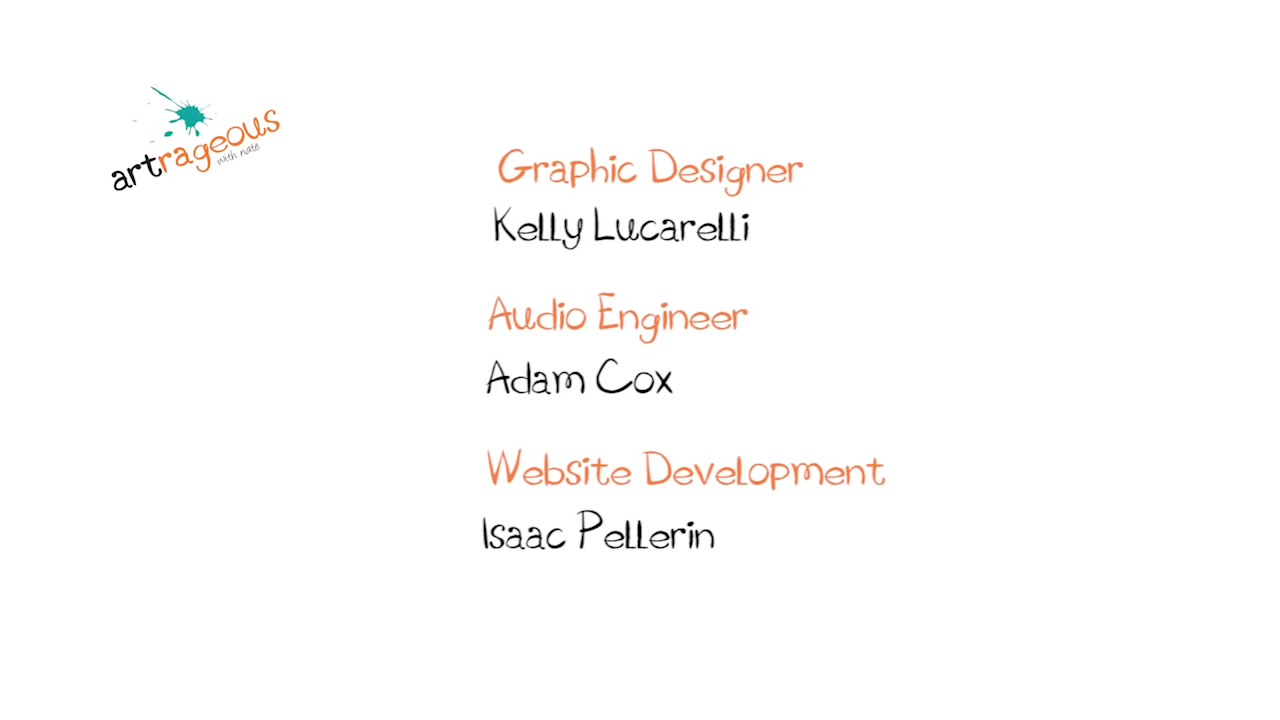 artrageous
with nate
Graphic Designer
Kelly Lucarelli
Audio Engineer
Adam Cox
Website Development
Isaac Pellerin